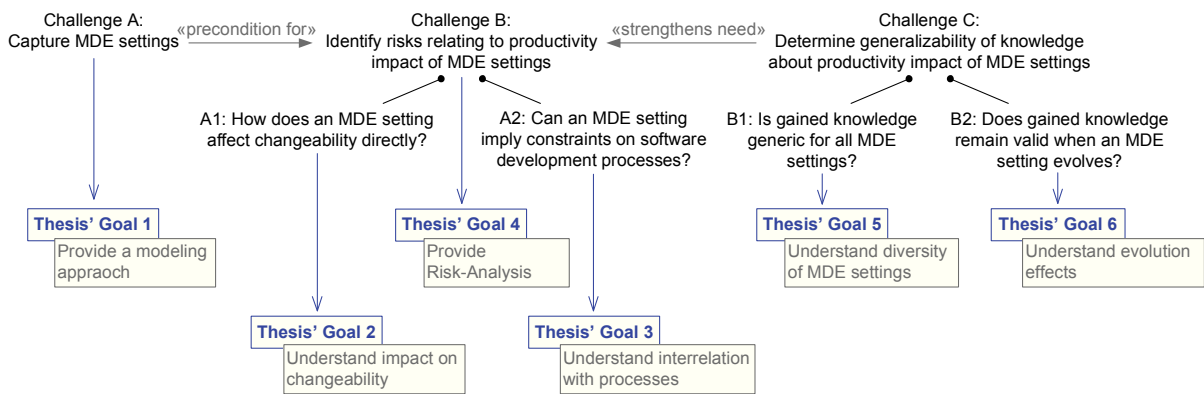 Challenge A:
Capture MDE settings
«precondition for»
Challenge B:
Identify risks relating to productivity
impact of MDE settings
«strengthens need»
Challenge C:
Determine generalizability of knowledge
about productivity impact of MDE settings
A1: How does an MDE setting
affect changeability directly?
A2: Can an MDE setting
imply constraints on software
development processes?
B1: Is gained knowledge
generic for all MDE
settings?
B2: Does gained knowledge
remain valid when an MDE
setting evolves?
Thesis’ Goal 1
Provide a modeling
appraoch
Thesis’ Goal 4
Provide
Risk-Analysis
Thesis’ Goal 5
Understand diversity
of MDE settings
Thesis’ Goal 6
Understand evolution
effects
Thesis’ Goal 2
Understand impact on
changeability
Thesis’ Goal 3
Understand interrelation
with processes